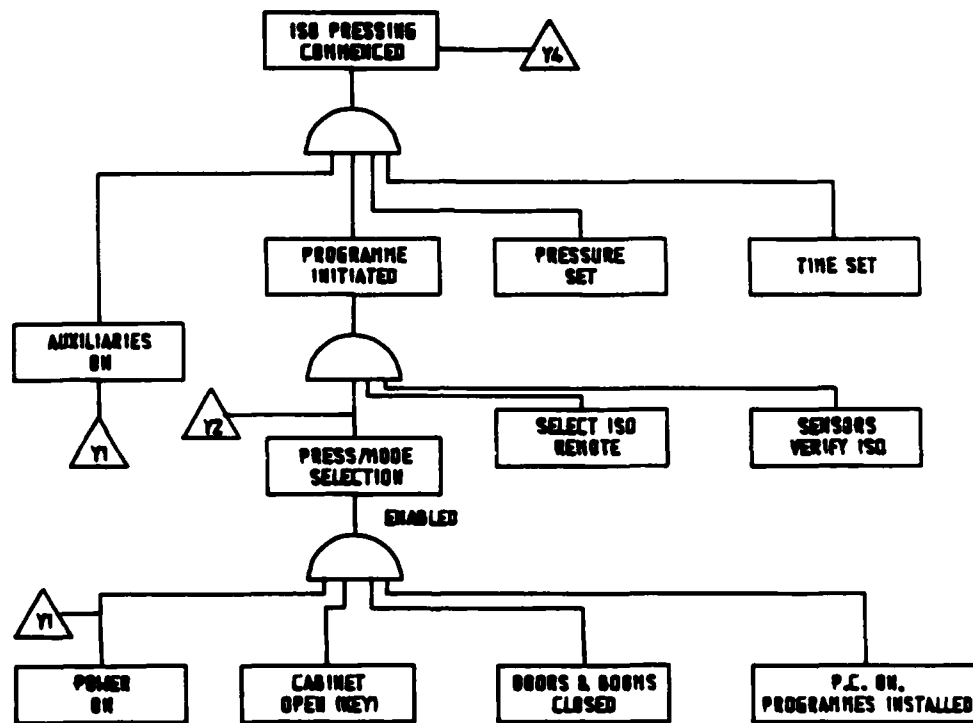 ISO PRESSING
COMMENCED
Y4
PROGRAMME
INITIATED
PRESSURE
SET
TIME SET
AUXILIARIES
ON
Y1
Y2
SELECT ISO
REMOTE
SENSORS
VERIFY ISO
PRESS/MODE
SELECTION
ENABLED
Y1
POWER
ON
CABINET
OPEN (KEY)
DOORS & BOOMS
CLOSED
P.C. ON.
PROGRAMMES INSTALLED